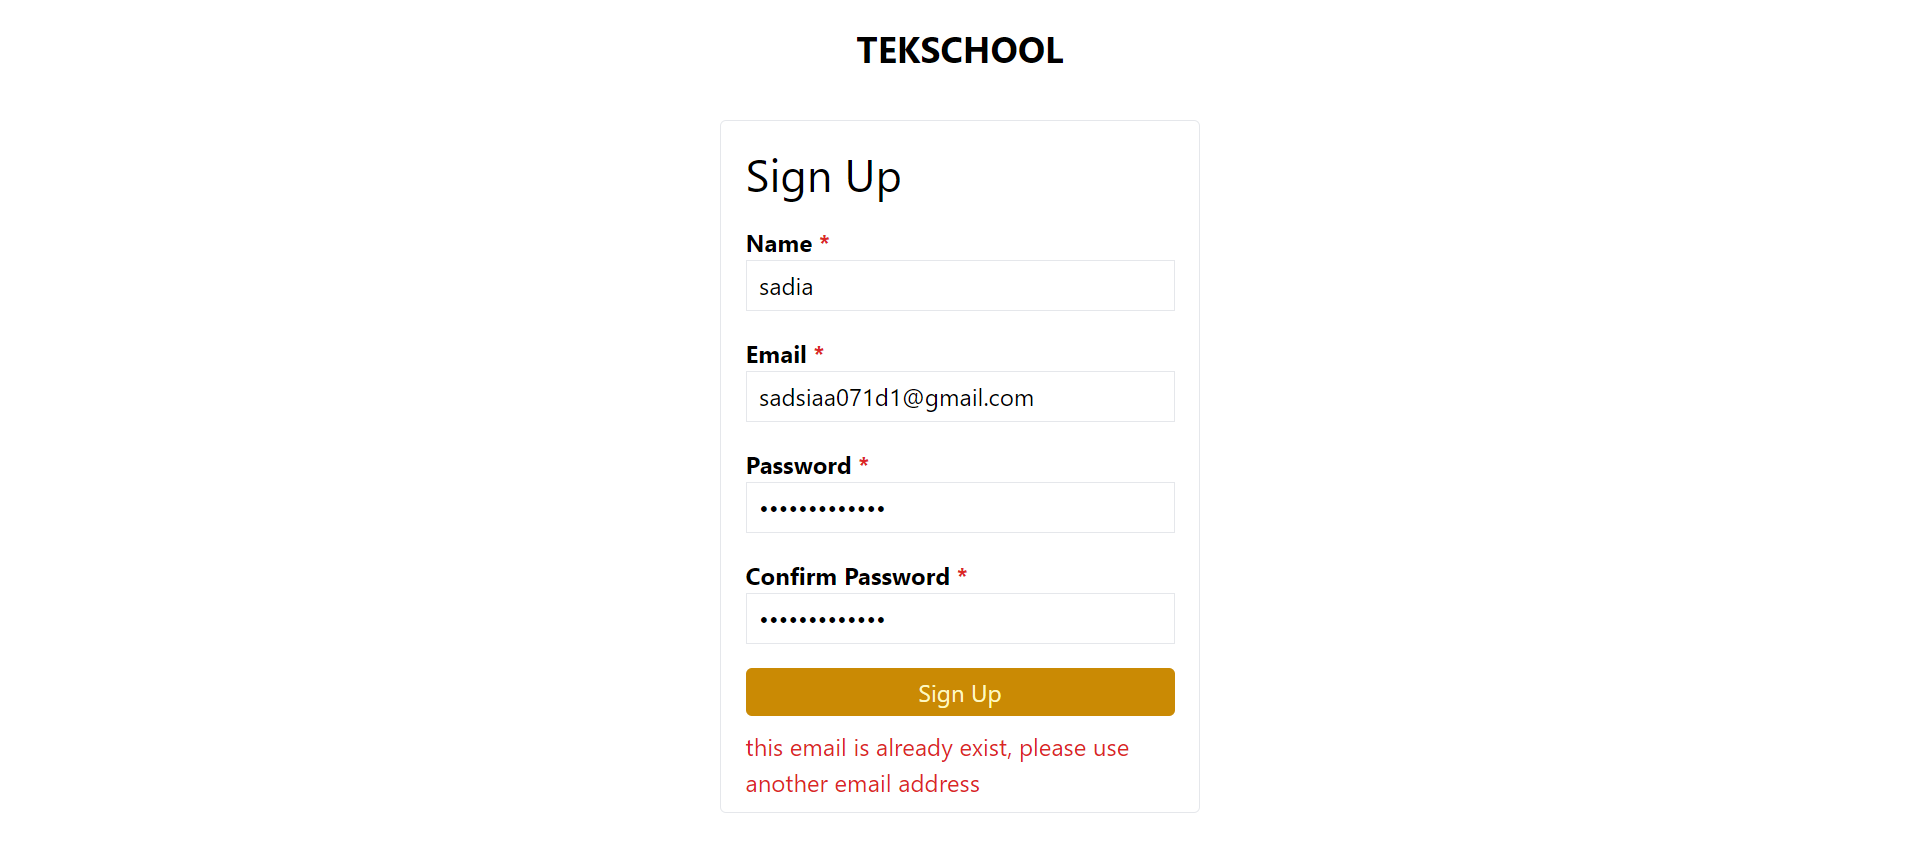 TEKSCHOOL
Sign Up
Name *
sadia
Email *
sadsiaa071d1@gmail.com
Password *
•••••••••••••
Confirm Password *
•••••••••••••
Sign Up
this email is already exist, please use
another email address